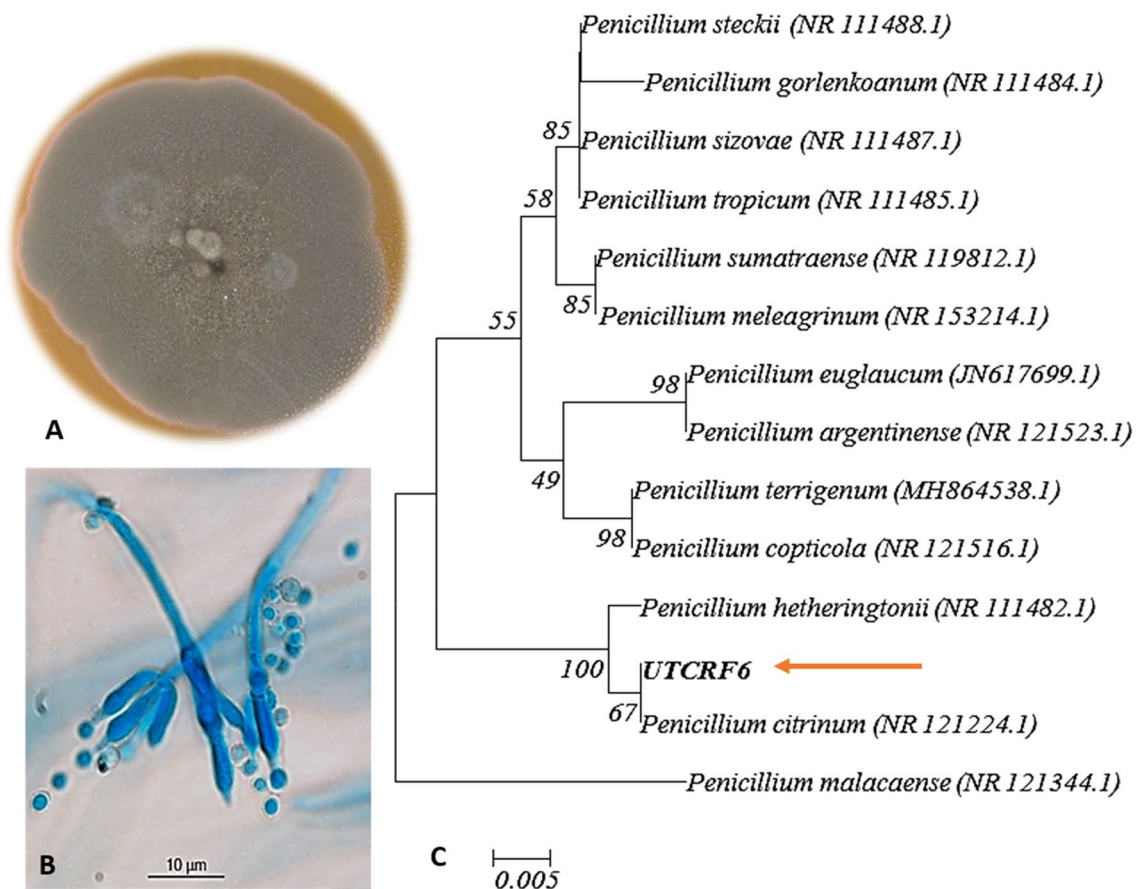 Penicillium steckii (NR 111488.1)
Penicillium gorlenkoanum (NR 111484.1)
85
Penicillium sizovae (NR 111487.1)
Penicillium tropicum (NR 111485.1)
58
Penicillium sumatraense (NR 119812.1)
85
Penicillium meleagrinum (NR 153214.1)
55
98
Penicillium euglaucum (JN617699.1)
Penicillium argentinense (NR 121523.1)
49
Penicillium terrigenum (MH864538.1)
98
Penicillium copticola (NR 121516.1)
Penicillium hetheringtonii (NR 111482.1)
100
UTCRF6
67
Penicillium citrinum (NR 121224.1)
Penicillium malacaense (NR 121344.1)
0.005
A
B
10 µm
C